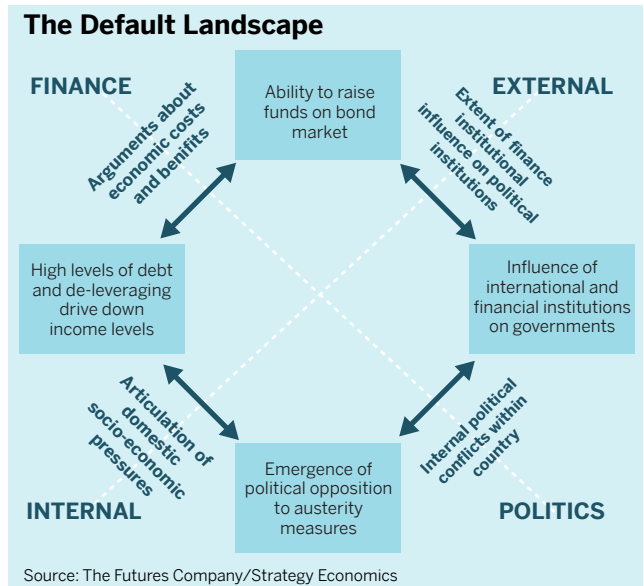 The Default Landscape
FINANCE
EXTERNAL
Ability to raise
funds on bond
market
Arguments about
economic costs
and benifits
Extent of finance
institutional
influence on political
institutions
High levels of debt
and de-leveraging
drive down
income levels
Influence of
international and
financial institutions
on governments
Articulation of
domestic
socio-economic
pressures
Internal political
conflicts within
country
Emergence of
political opposition
to austerity
measures
INTERNAL
POLITICS
Source: The Futures Company/Strategy Economics